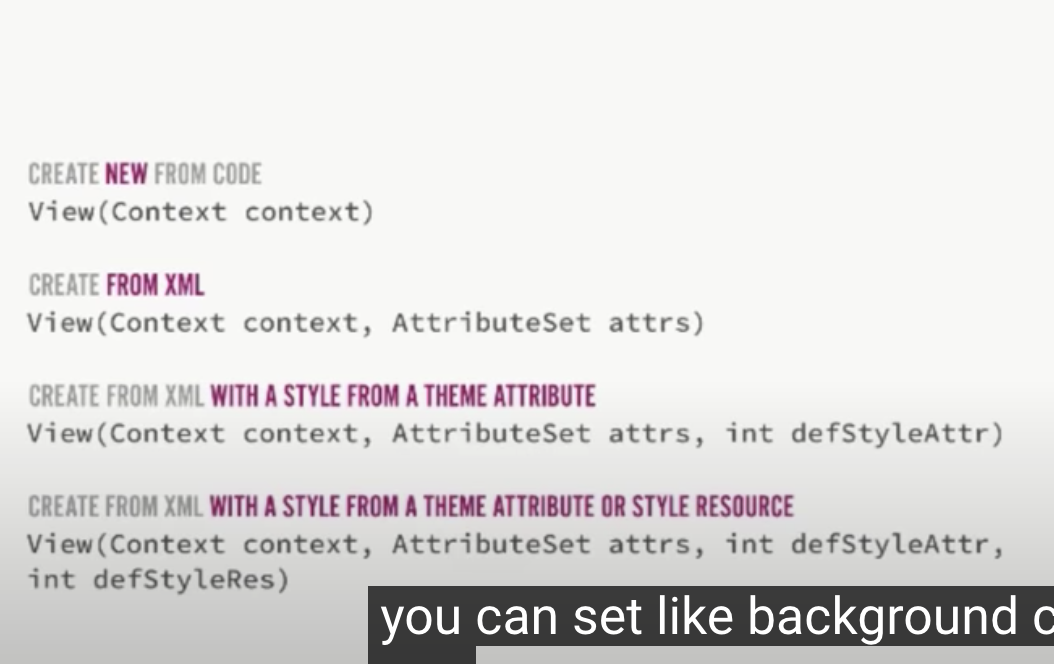 CREATE NEW FROM CODE
View(Context context)
CREATE FROM XML
View(Context context, AttributeSet attrs)
CREATE FROM XML WITH A STYLE FROM A THEME ATTRIBUTE
View(Context context, AttributeSet attrs, int defStyleAttr)
CREATE FROM XML WITH A STYLE FROM A THEME ATTRIBUTE OR STYLE RESOURCE
View(Context context, AttributeSet attrs, int defStyleAttr,
int defStyleRes)
you can set like background